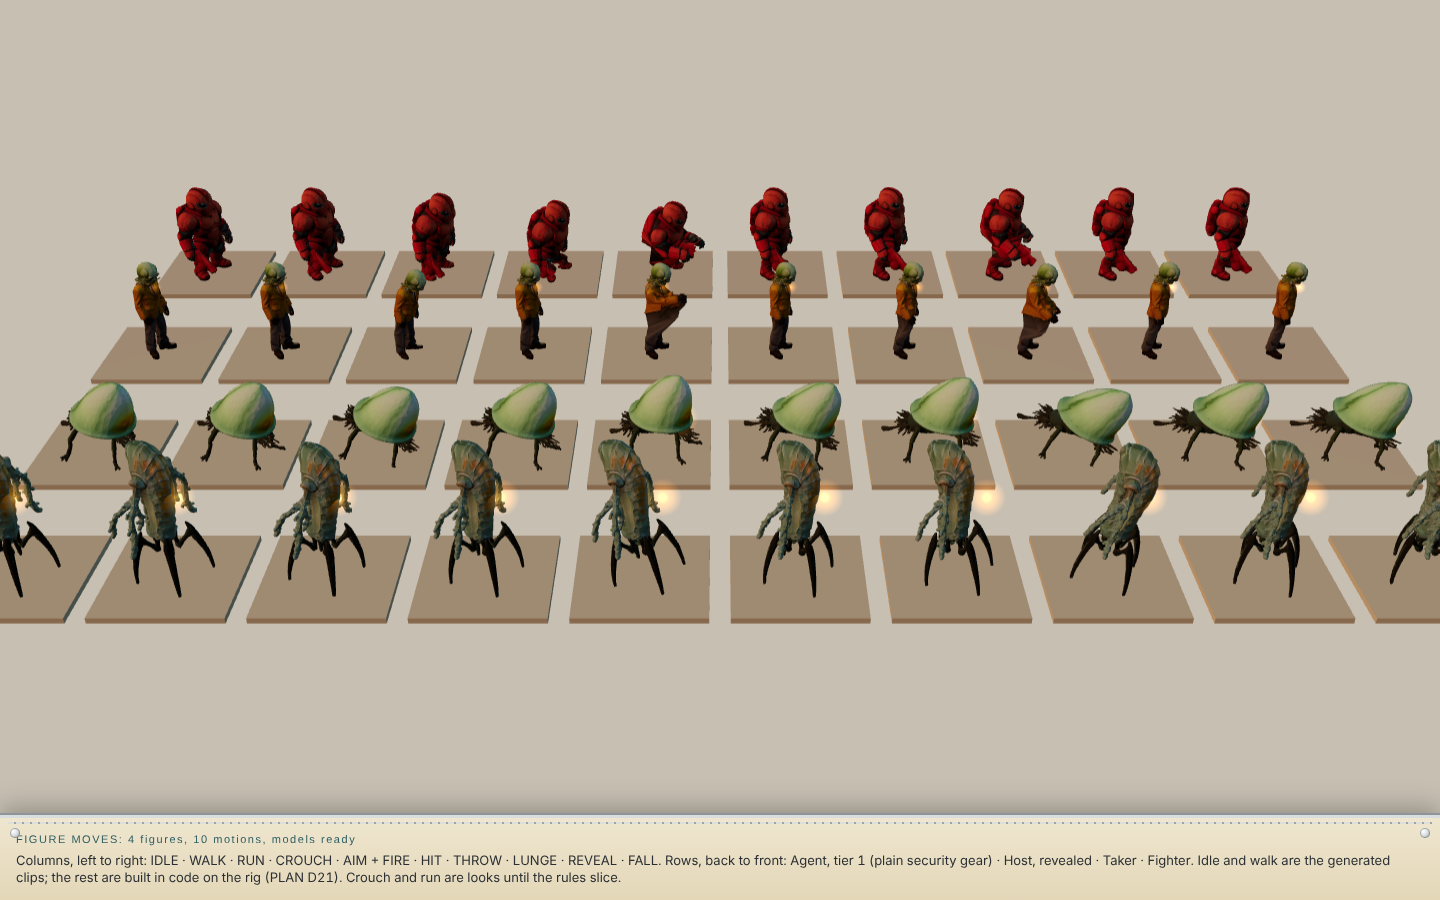 FIGURE MOVES: 4 figures, 10 motions, models ready
Columns, left to right: IDLE · WALK · RUN · CROUCH · AIM + FIRE · HIT · THROW · LUNGE · REVEAL · FALL. Rows, back to front: Agent, tier 1 (plain security gear) · Host, revealed · Taker · Fighter. Idle and walk are the generated
clips; the rest are built in code on the rig (PLAN D21). Crouch and run are looks until the rules slice.